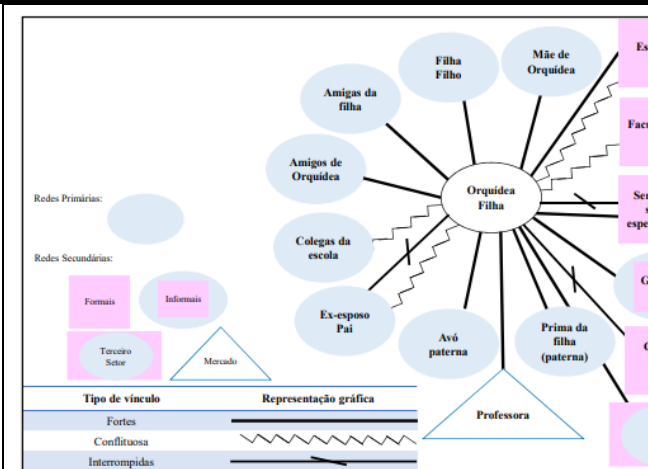 Filha
Filho
Mãe de
Orquídea
Amigas da
filha
Amigos de
Orquídea
Orquídea
Filha
Redes Primárias:
Colegas da
escola
Redes Secundárias:
Formais
Informais
Ex-esposo
Pai
Avó
paterna
Prima da
filha
(paterna)
Terceiro
Setor
Mercado
Professora
Tipo de vínculo
Representação gráfica
Fortes
Conflituosa
Interrompidas